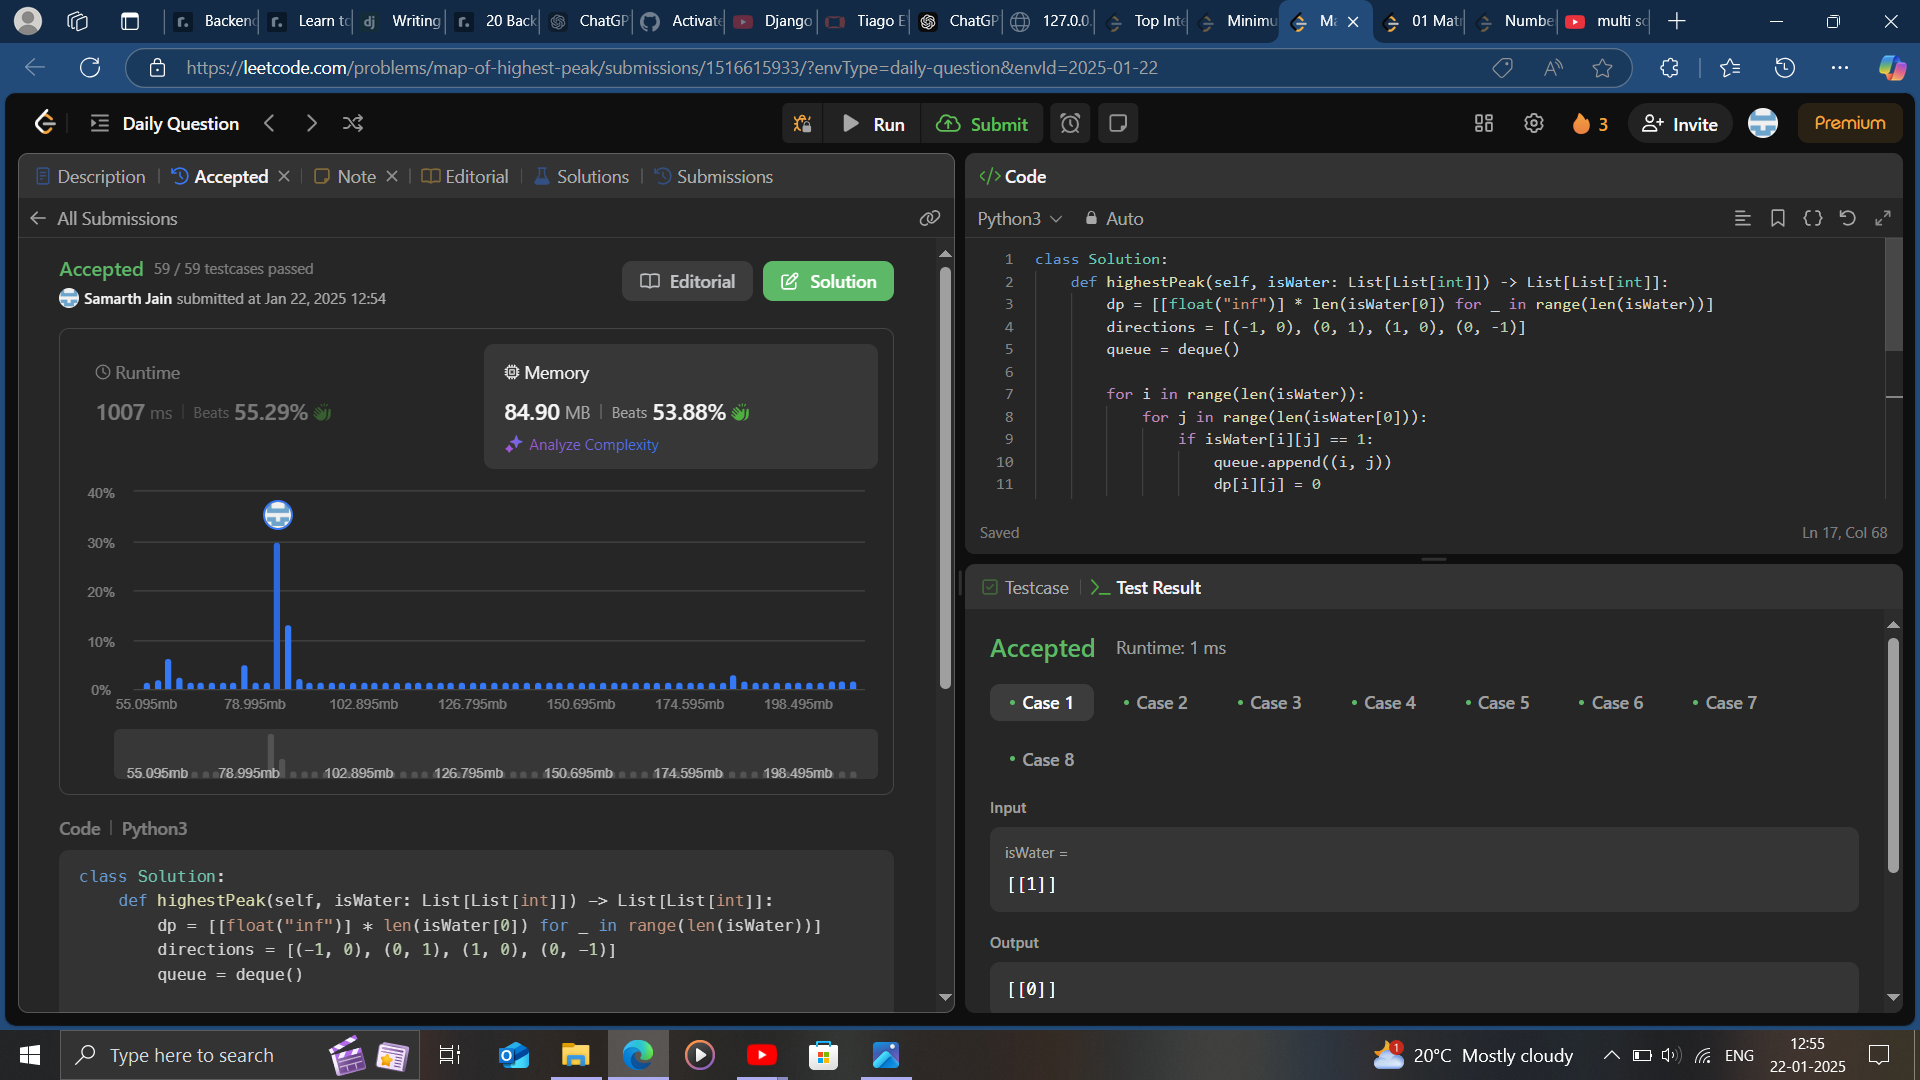 Backen
Learn to
Writing
20 Back
ChatGP
Activat
Django
Tiago E
ChatGP
127.0.0.
Top Int
Minimu
Ma
01 Matr
Numbe
multi so
https://leetcode.com/problems/map-of-highest-peak/submissions/1516615933/?envType=daily-question&envId=2025-01-22
Daily Question
Run
Submit
3
Invite
Premium
Description
Accepted
Note
Editorial
Solutions
Submissions
All Submissions
Accepted 59 / 59 testcases passed
Samarth Jain submitted at Jan 22, 2025 12:54
Editorial
Solution
Runtime
1007 ms Beats 55.29%
Memory
84.90 MB Beats 53.88%
Analyze Complexity
40%
30%
20%
10%
0%
55.095mb 78.995mb 102.895mb 126.795mb 150.695mb 174.595mb 198.495mb
55.095mb 78.995mb 102.895mb 126.795mb 150.695mb 174.595mb 198.495mb
Code | Python3
class Solution:
def highestPeak(self, isWater: List[List[int]]) -> List[List[int]]:
dp = [[float("inf")] * len(isWater[0]) for _ in range(len(isWater))]
directions = [(-1, 0), (0, 1), (1, 0), (0, -1)]
queue = deque()
</> Code
Python3
Auto
1 class Solution:
2 def highestPeak(self, isWater: List[List[int]]) -> List[List[int]]:
3 dp = [[float("inf")] * len(isWater[0]) for _ in range(len(isWater))]
4 directions = [(-1, 0), (0, 1), (1, 0), (0, -1)]
5 queue = deque()
6
7 for i in range(len(isWater)):
8 for j in range(len(isWater[0])):
9 if isWater[i][j] == 1:
10 queue.append((i, j))
11 dp[i][j] = 0
Saved
Ln 17, Col 68
Testcase
Test Result
Accepted Runtime: 1 ms
Case 1
Case 2
Case 3
Case 4
Case 5
Case 6
Case 7
Case 8
Input
isWater =
[[1]]
Output
[[0]]
Type here to search
1
20°C Mostly cloudy
ENG
12:55
22-01-2025